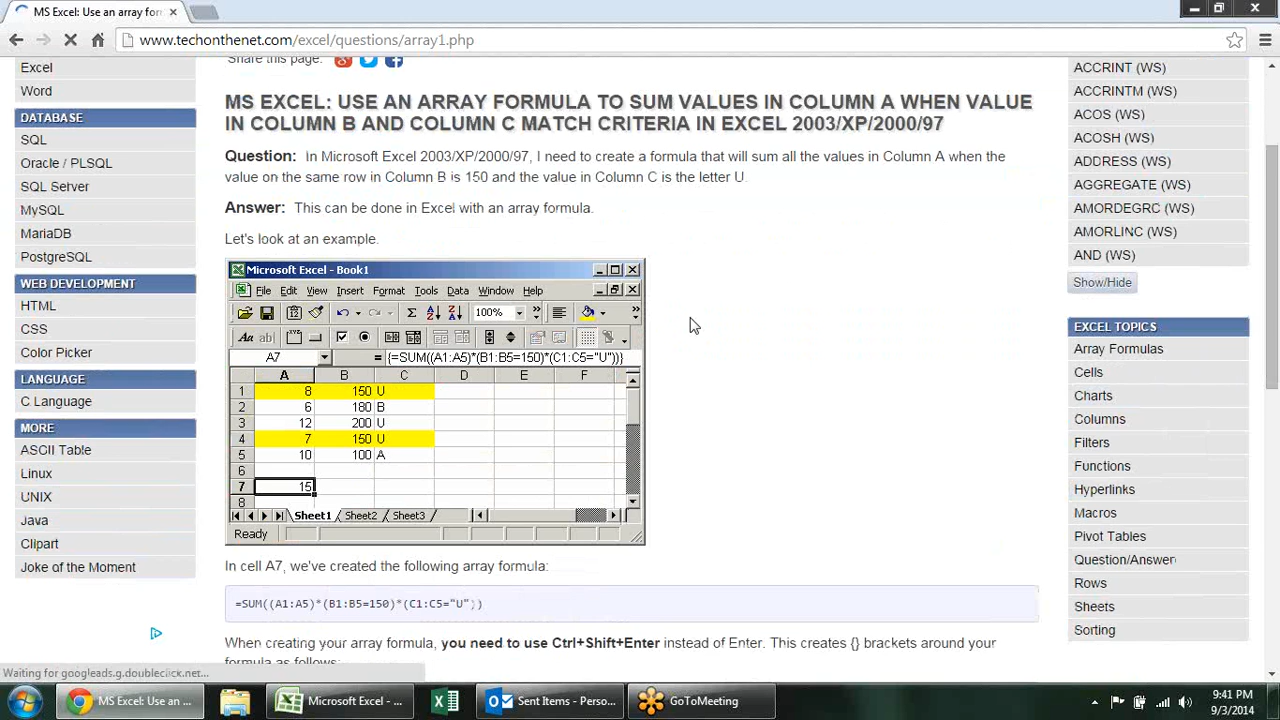 MS Excel: Use an array for
www.techonthenet.com/excel/questions/array1.php
Excel
Word
DATABASE
SQL
Oracle / PLSQL
SQL Server
MySQL
MariaDB
PostgreSQL
WEB DEVELOPMENT
HTML
CSS
Color Picker
LANGUAGE
C Language
MORE
ASCII Table
Linux
UNIX
Java
Clipart
Joke of the Moment
Share this page:
MS EXCEL: USE AN ARRAY FORMULA TO SUM VALUES IN COLUMN A WHEN VALUE
IN COLUMN B AND COLUMN C MATCH CRITERIA IN EXCEL 2003/XP/2000/97
Question: In Microsoft Excel 2003/XP/2000/97, I need to create a formula that will sum all the values in Column A when the
value on the same row in Column B is 150 and the value in Column C is the letter U.
Answer: This can be done in Excel with an array formula.
Let's look at an example.
Microsoft Excel - Book1
File Edit View Insert Format Tools Data Window Help
100%
A7 = {=SUM((A1:A5)*(B1:B5=150)*(C1:C5="U"))}
A B C D E F
1 8 150 U
2 6 180 B
3 12 200 U
4 7 150 U
5 10 100 A
6
7 15
8
Sheet1 Sheet2 Sheet3
Ready
In cell A7, we've created the following array formula:
=SUM((A1:A5)*(B1:B5=150)*(C1:C5="U"))
When creating your array formula, you need to use Ctrl+Shift+Enter instead of Enter. This creates {} brackets around your
formula as follows:
ACCRINT (WS)
ACCRINTM (WS)
ACOS (WS)
ACOSH (WS)
ADDRESS (WS)
AGGREGATE (WS)
AMORDEGRC (WS)
AMORLINC (WS)
AND (WS)
Show/Hide
EXCEL TOPICS
Array Formulas
Cells
Charts
Columns
Filters
Functions
Hyperlinks
Macros
Pivot Tables
Question/Answer
Rows
Sheets
Sorting
Waiting for googleads.g.doubleclick.net...
MS Excel: Use an ...
Microsoft Excel - ...
Sent Items - Perso...
GoToMeeting
9:41 PM
9/3/2014